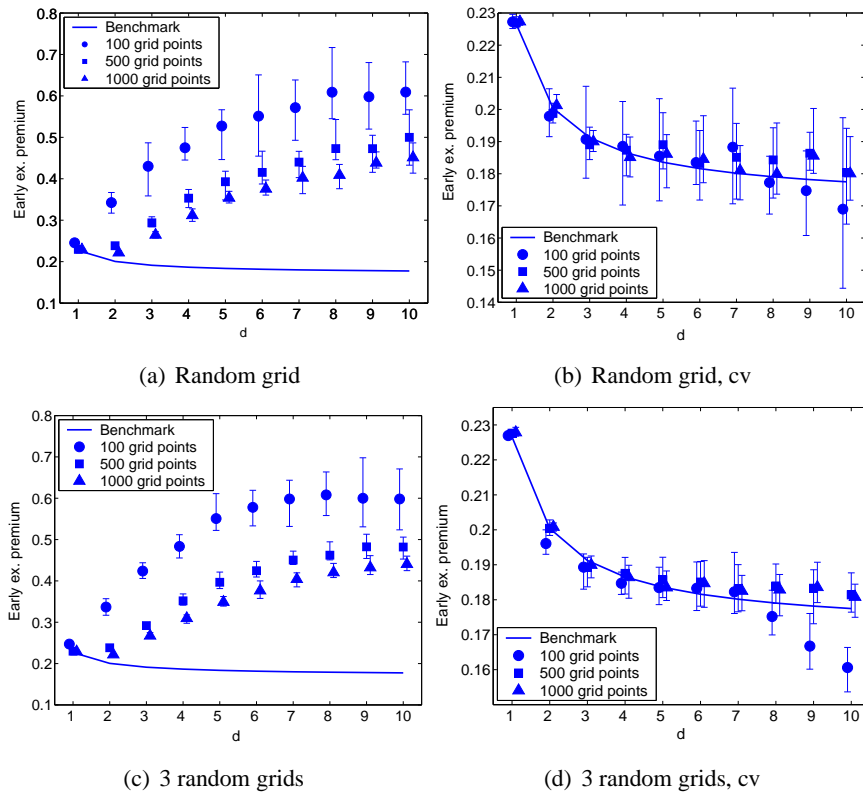 0.8
0.7
0.6
0.5
0.4
0.3
0.2
0.1
Early ex. premium
Benchmark
100 grid points
500 grid points
1000 grid points
1 2 3 4 5 6 7 8 9 10
d
(a) Random grid
0.23
0.22
0.21
0.2
0.19
0.18
0.17
0.16
0.15
0.14
Early ex. premium
Benchmark
100 grid points
500 grid points
1000 grid points
1 2 3 4 5 6 7 8 9 10
d
(b) Random grid, cv
0.8
0.7
0.6
0.5
0.4
0.3
0.2
0.1
Early ex. premium
Benchmark
100 grid points
500 grid points
1000 grid points
1 2 3 4 5 6 7 8 9 10
d
(c) 3 random grids
0.23
0.22
0.21
0.2
0.19
0.18
0.17
0.16
Early ex. premium
Benchmark
100 grid points
500 grid points
1000 grid points
1 2 3 4 5 6 7 8 9 10
d
(d) 3 random grids, cv